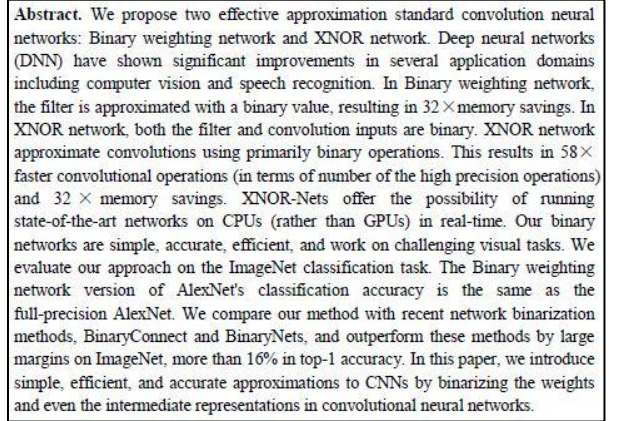 Abstract. We propose two effective approximation standard convolution neural
networks: Binary weighting network and XNOR network. Deep neural networks
(DNN) have shown significant improvements in several application domains
including computer vision and speech recognition. In Binary weighting network,
the filter is approximated with a binary value, resulting in 32×memory savings. In
XNOR network, both the filter and convolution inputs are binary. XNOR network
approximate convolutions using primarily binary operations. This results in 58×
faster convolutional operations (in terms of number of the high precision operations)
and 32 × memory savings. XNOR-Nets offer the possibility of running
state-of-the-art networks on CPUs (rather than GPUs) in real-time. Our binary
networks are simple, accurate, efficient, and work on challenging visual tasks. We
evaluate our approach on the ImageNet classification task. The Binary weighting
network version of AlexNet's classification accuracy is the same as the
full-precision AlexNet. We compare our method with recent network binarization
methods, BinaryConnect and BinaryNets, and outperform these methods by large
margins on ImageNet, more than 16% in top-1 accuracy. In this paper, we introduce
simple, efficient, and accurate approximations to CNNs by binarizing the weights
and even the intermediate representations in convolutional neural networks.